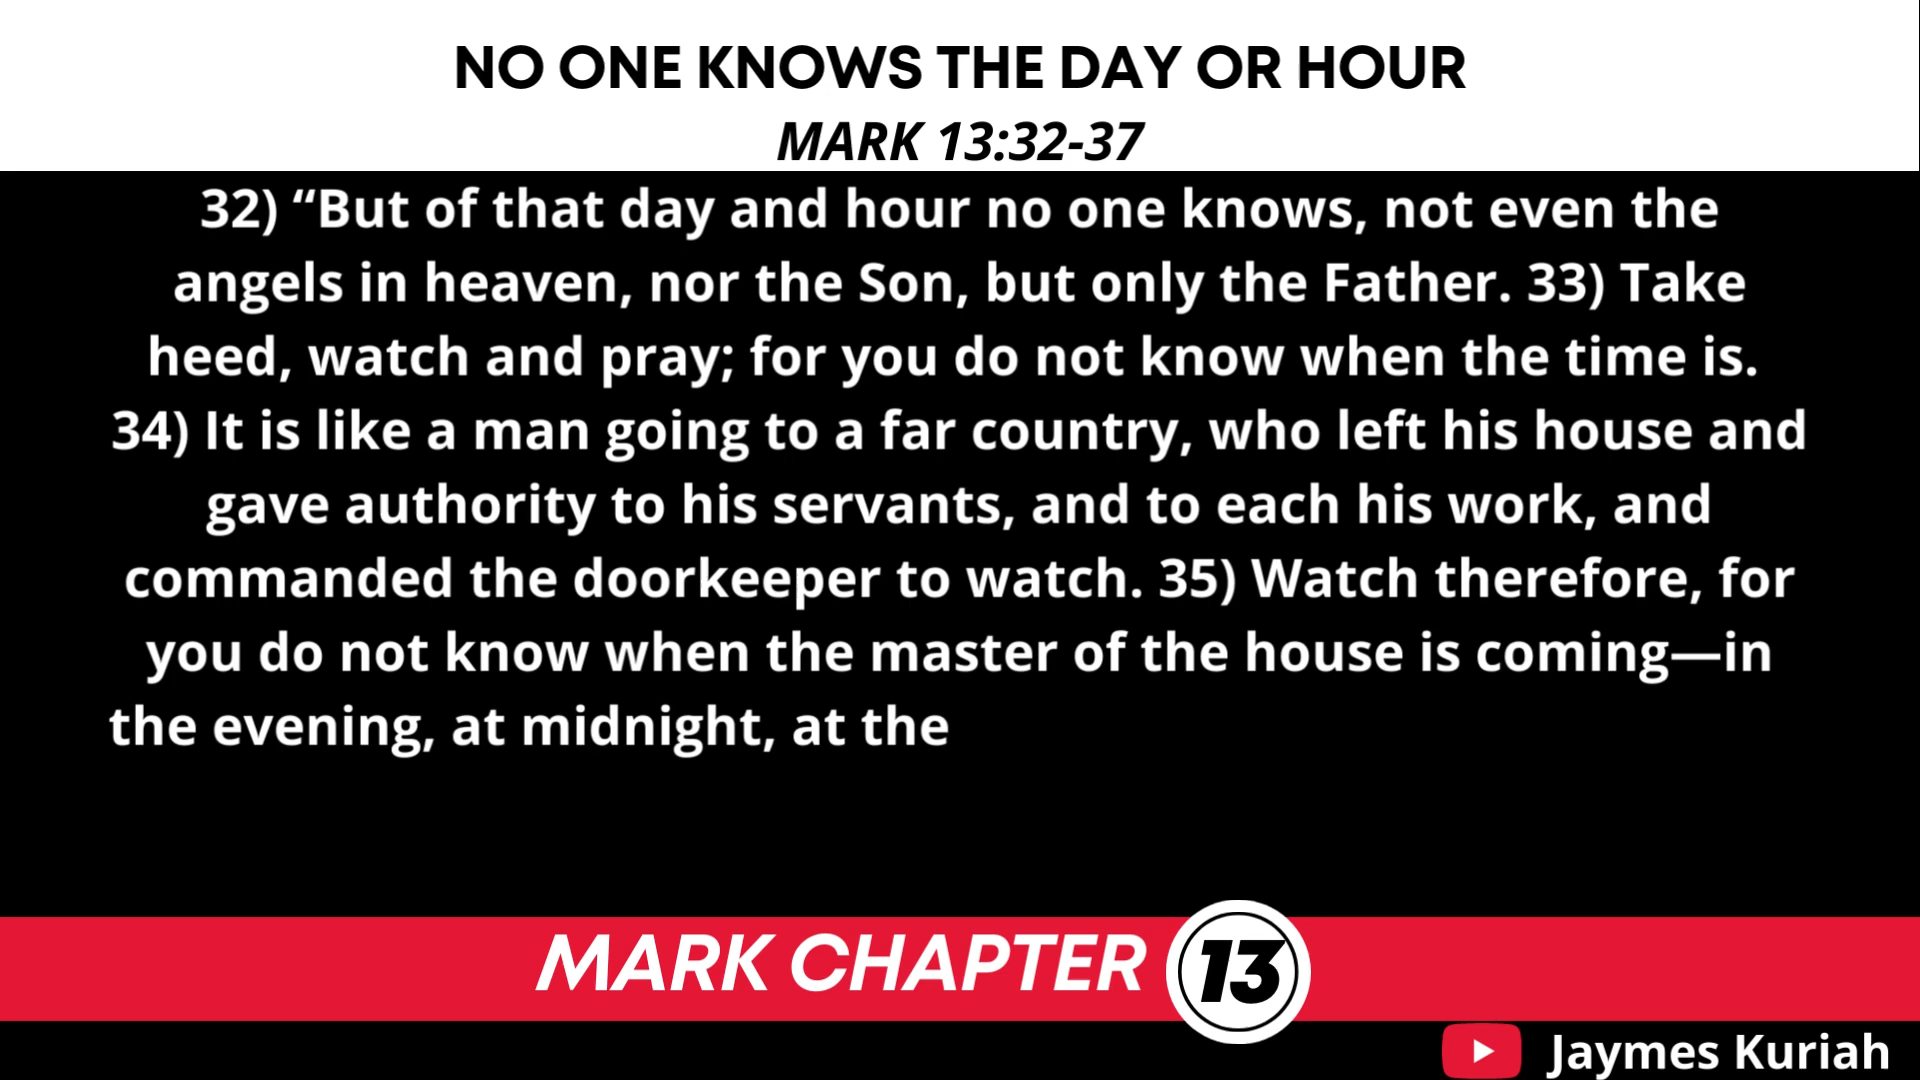 NO ONE KNOWS THE DAY OR HOUR
MARK 13:32-37
32) “But of that day and hour no one knows, not even the
angels in heaven, nor the Son, but only the Father. 33) Take
heed, watch and pray; for you do not know when the time is.
34) It is like a man going to a far country, who left his house and
gave authority to his servants, and to each his work, and
commanded the doorkeeper to watch. 35) Watch therefore, for
you do not know when the master of the house is coming—in
the evening, at midnight, at the
MARK CHAPTER 13
Jaymes Kuriah